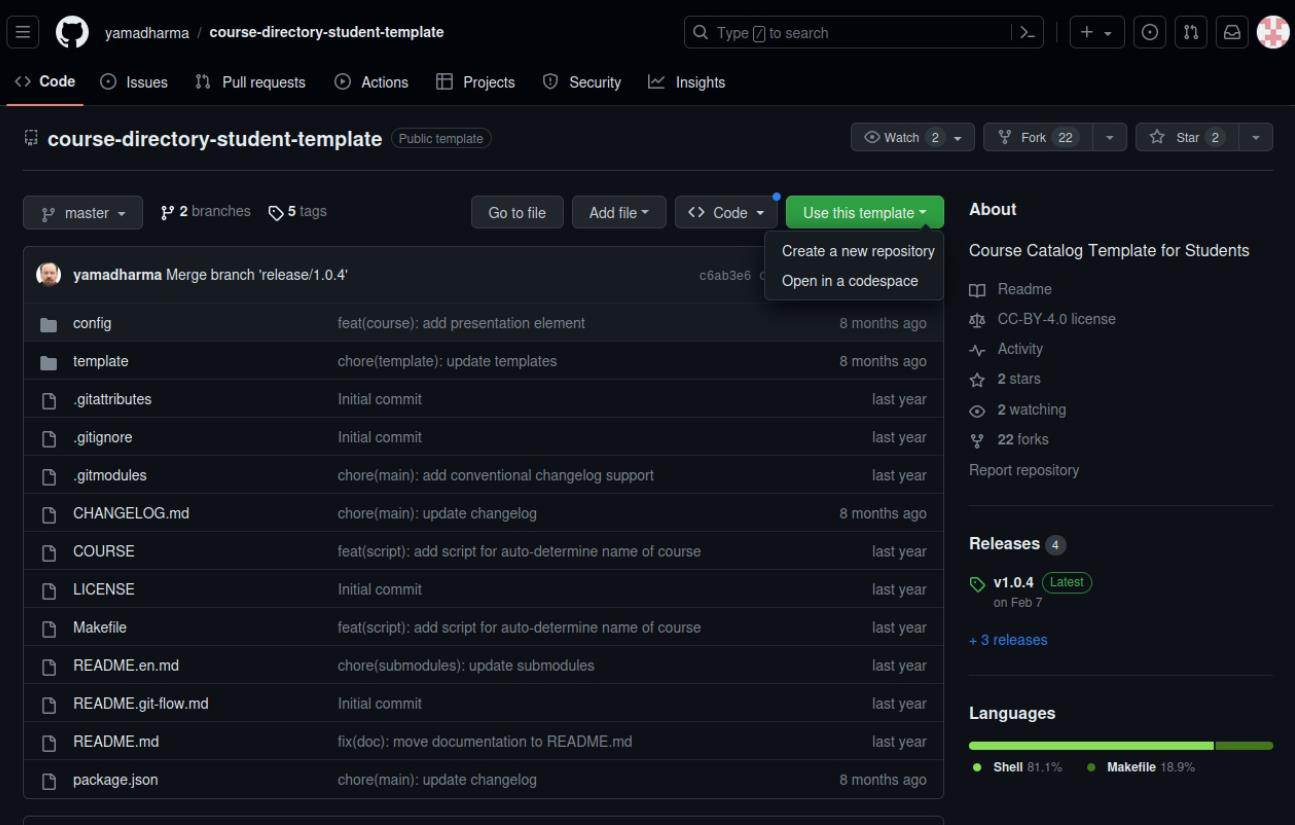 yamadharma / course-directory-student-template
Type / to search
Code Issues Pull requests Actions Projects Security Insights
course-directory-student-template Public template
Watch 2 Fork 22 Star 2
master 2 branches 5 tags Go to file Add file Code Use this template
Create a new repository
Open in a codespace
yamadharma Merge branch 'release/1.0.4' c6ab3e6
config feat(course): add presentation element 8 months ago
template chore(template): update templates 8 months ago
.gitattributes Initial commit last year
.gitignore Initial commit last year
.gitmodules chore(main): add conventional changelog support last year
CHANGELOG.md chore(main): update changelog 8 months ago
COURSE feat(script): add script for auto-determine name of course last year
LICENSE Initial commit last year
Makefile feat(script): add script for auto-determine name of course last year
README.en.md chore(submodules): update submodules last year
README.git-flow.md Initial commit last year
README.md fix(doc): move documentation to README.md last year
package.json chore(main): update changelog 8 months ago
About
Course Catalog Template for Students
Readme
CC-BY-4.0 license
Activity
2 stars
2 watching
22 forks
Report repository
Releases 4
v1.0.4 Latest
on Feb 7
+ 3 releases
Languages
Shell 81.1% Makefile 18.9%